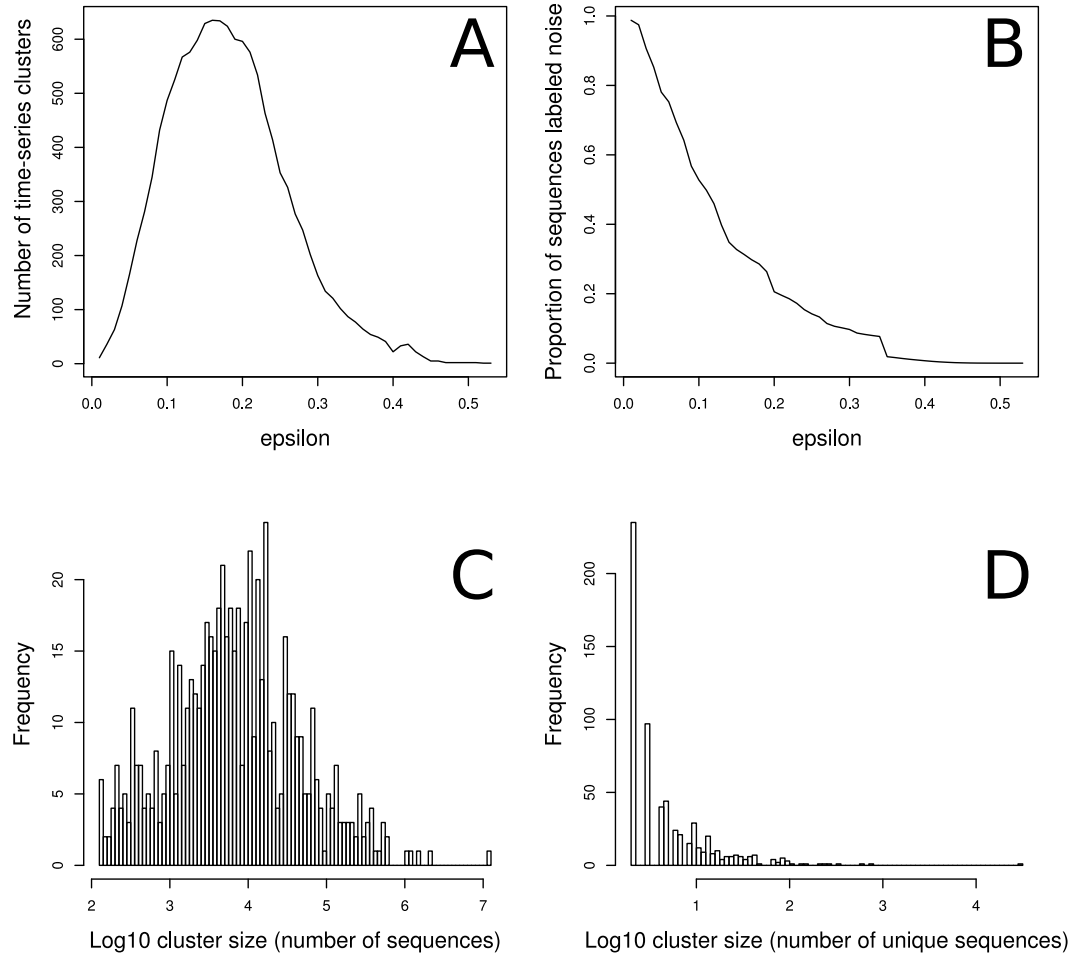 A
Number of time-series clusters
600
500
400
300
200
100
0
0.0 0.1 0.2 0.3 0.4 0.5
epsilon
B
Proportion of sequences labeled noise
1.0
0.8
0.6
0.4
0.2
0.0
0.0 0.1 0.2 0.3 0.4 0.5
epsilon
C
Frequency
20
15
10
5
0
2 3 4 5 6 7
Log10 cluster size (number of sequences)
D
Frequency
200
150
100
50
0
1 2 3 4
Log10 cluster size (number of unique sequences)